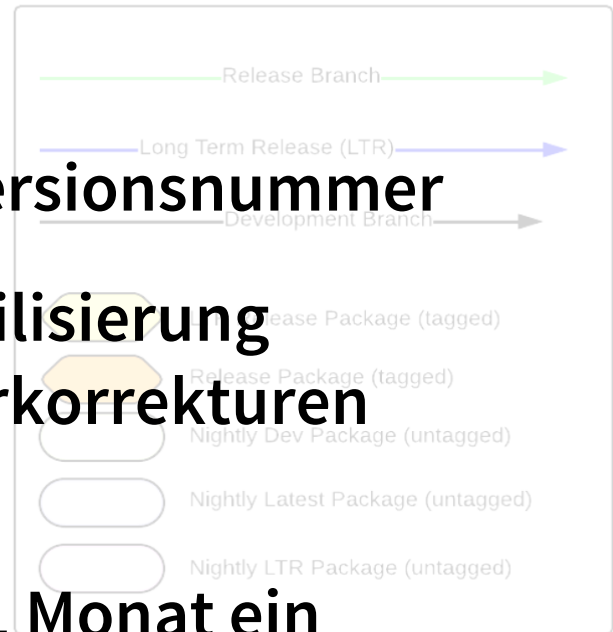 Release Branch
Long Term Release (LTR)
ersionsnummer
Development Branch
ilisierung
Release Package (tagged)
Release Package (tagged)
rkorrekturen
Nightly Dev Package (untagged)
Nightly Latest Package (untagged)
Nightly LTR Package (untagged)
. Monat ein